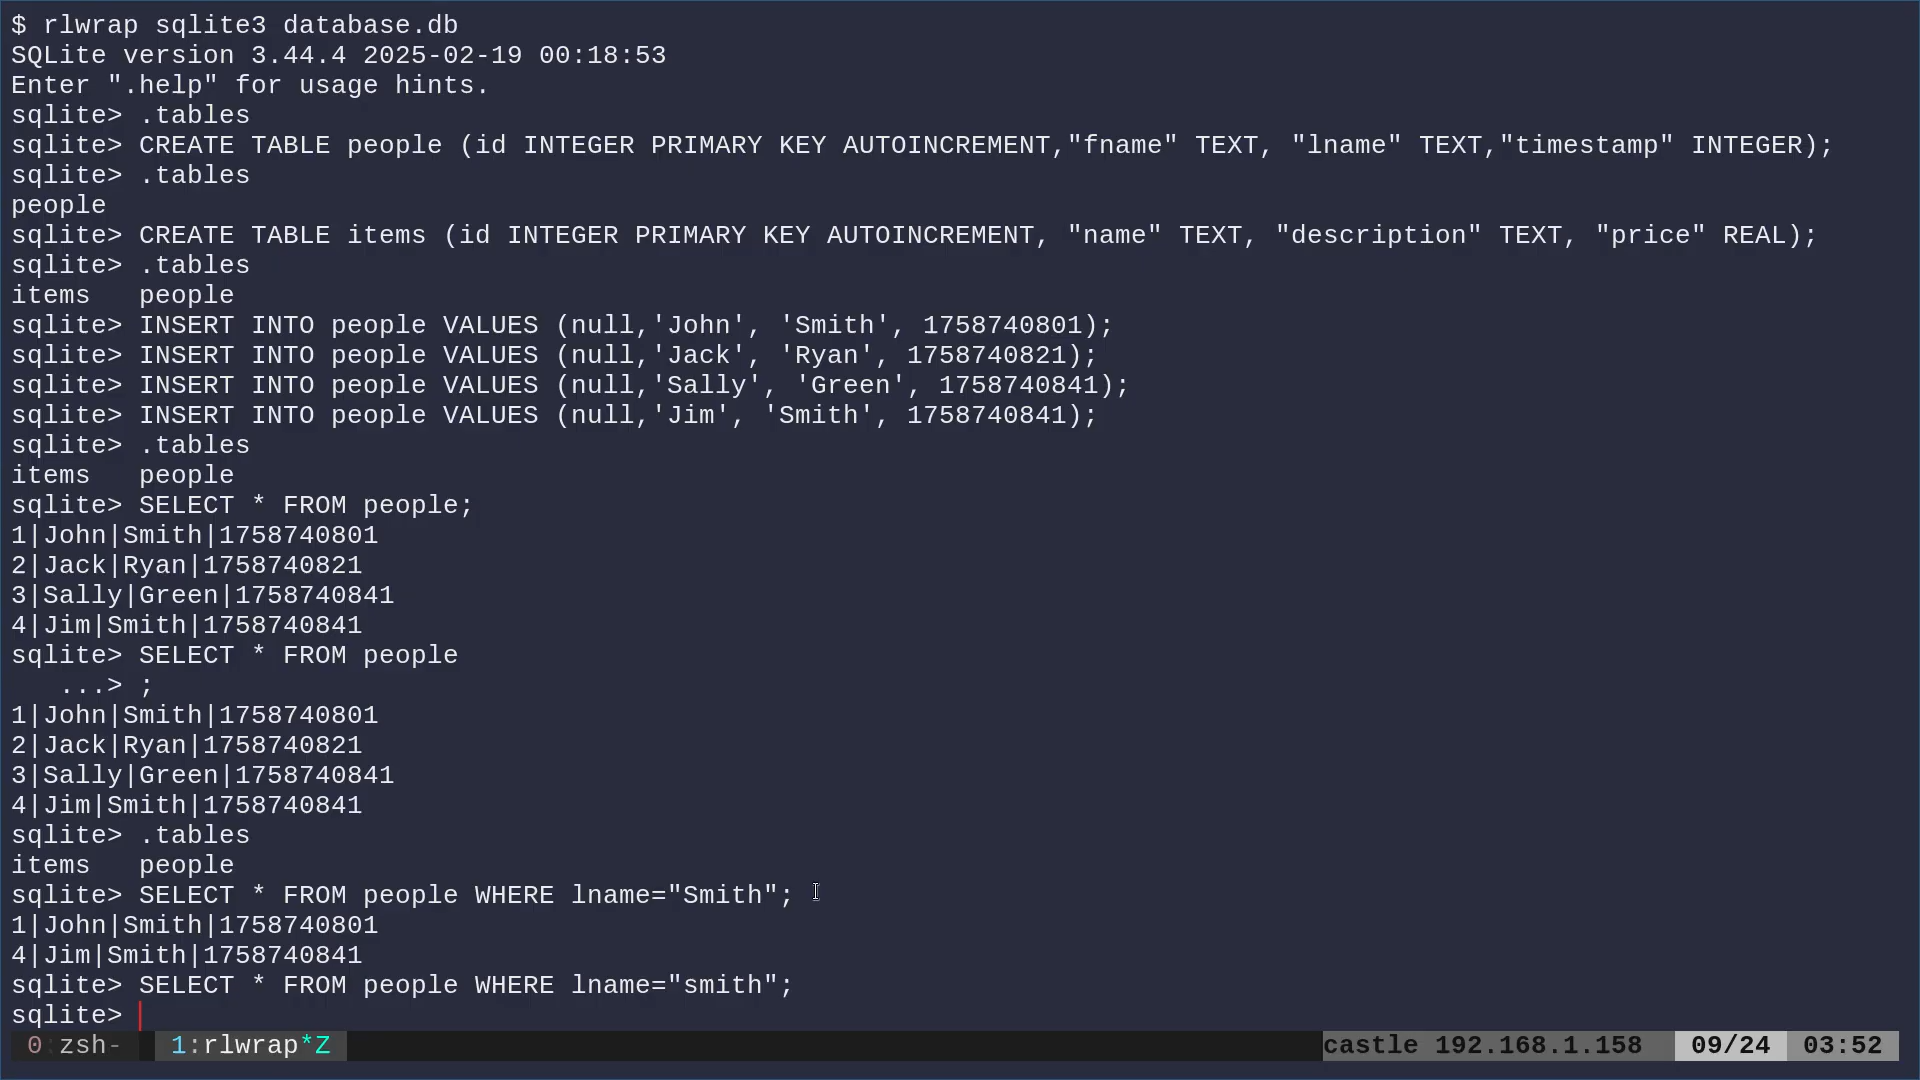 $ rlwrap sqlite3 database.db
SQLite version 3.44.4 2025-02-19 00:18:53
Enter ".help" for usage hints.
sqlite> .tables
sqlite> CREATE TABLE people (id INTEGER PRIMARY KEY AUTOINCREMENT,"fname" TEXT, "lname" TEXT,"timestamp" INTEGER);
sqlite> .tables
people
sqlite> CREATE TABLE items (id INTEGER PRIMARY KEY AUTOINCREMENT, "name" TEXT, "description" TEXT, "price" REAL);
sqlite> .tables
items   people
sqlite> INSERT INTO people VALUES (null,'John', 'Smith', 1758740801);
sqlite> INSERT INTO people VALUES (null,'Jack', 'Ryan', 1758740821);
sqlite> INSERT INTO people VALUES (null,'Sally', 'Green', 1758740841);
sqlite> INSERT INTO people VALUES (null,'Jim', 'Smith', 1758740841);
sqlite> .tables
items   people
sqlite> SELECT * FROM people;
1|John|Smith|1758740801
2|Jack|Ryan|1758740821
3|Sally|Green|1758740841
4|Jim|Smith|1758740841
sqlite> SELECT * FROM people
   ...> ;
1|John|Smith|1758740801
2|Jack|Ryan|1758740821
3|Sally|Green|1758740841
4|Jim|Smith|1758740841
sqlite> .tables
items   people
sqlite> SELECT * FROM people WHERE lname="Smith";
1|John|Smith|1758740801
4|Jim|Smith|1758740841
sqlite> SELECT * FROM people WHERE lname="smith";
sqlite>
0 zsh- 1:rlwrap*Z castle 192.168.1.158 09/24 03:52